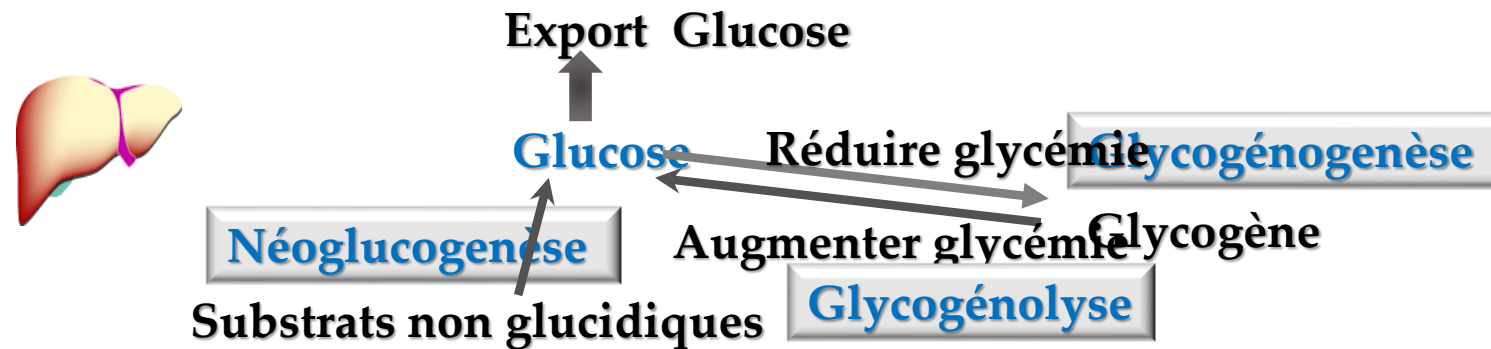 Export Glucose
Glucose
Réduire glycémie
Glycogénogenèse
Néoglucogenèse
Augmenter glycémie
Glycogène
Substrats non glucidiques
Glycogénolyse